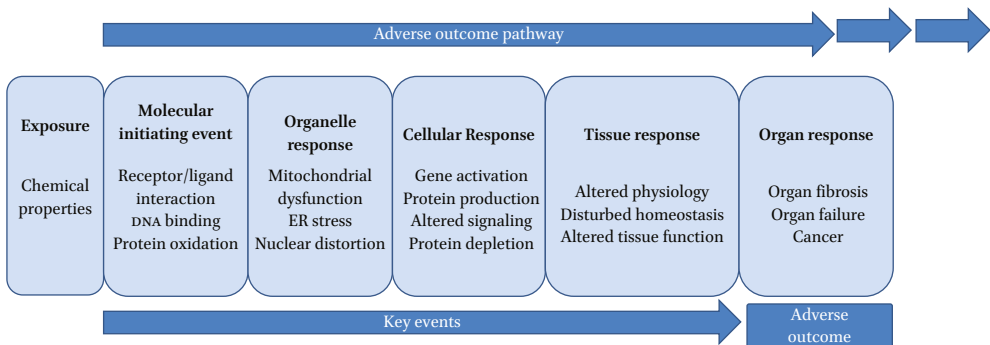 Adverse outcome pathway
Exposure
Chemical
properties
Molecular
initiating event
Receptor/ligand
interaction
DNA binding
Protein oxidation
Organelle
response
Mitochondrial
dysfunction
ER stress
Nuclear distortion
Cellular Response
Gene activation
Protein production
Altered signaling
Protein depletion
Tissue response
Altered physiology
Disturbed homeostasis
Altered tissue function
Organ response
Organ fibrosis
Organ failure
Cancer
Key events
Adverse
outcome